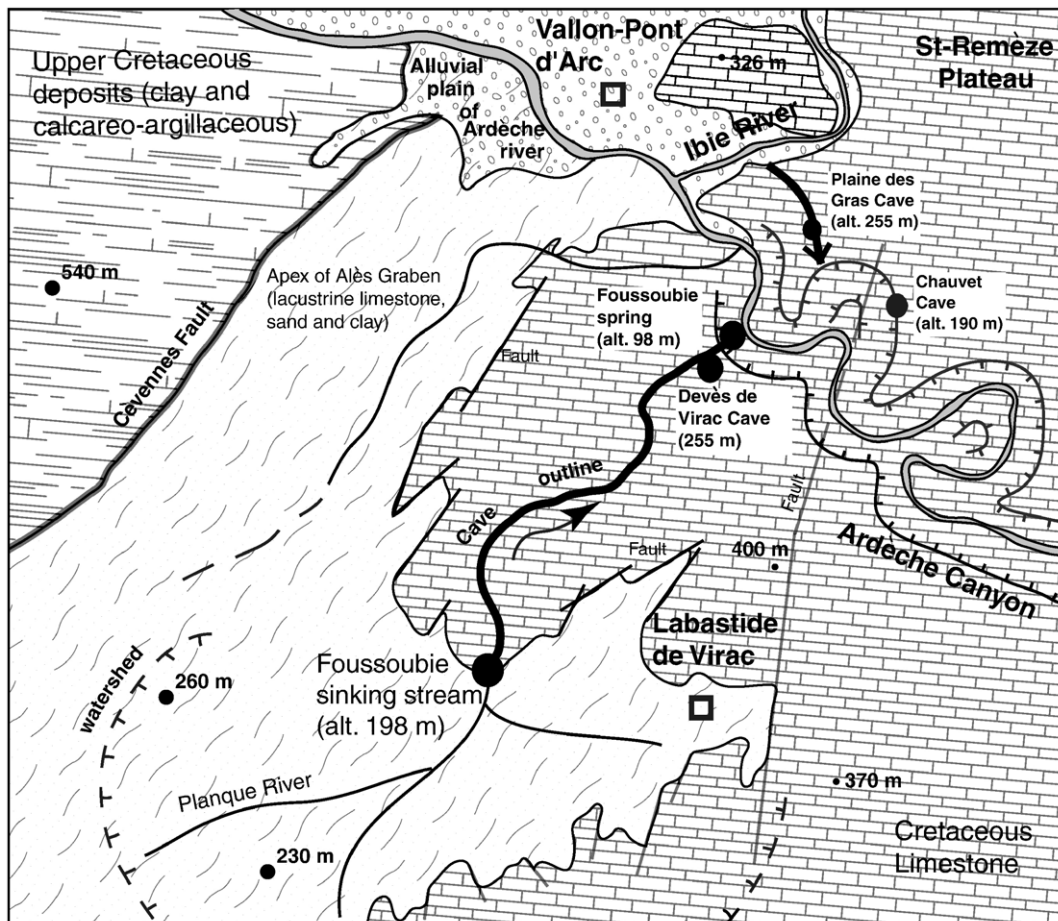 Upper Cretaceous
deposits (clay and
calcareo-argillaceous)
Alluvial
plain
of
Ardèche
river
Vallon-Pont
d'Arc
326 m
St-Remèze
Plateau
Ibie River
Plaine des
Gras Cave
(alt. 255 m)
540 m
Cèvennes Fault
Apex of Alès Graben
(lacustrine limestone,
sand and clay)
Foussoubie
spring
(alt. 98 m)
Chauvet
Cave
(alt. 190 m)
Fault
Devès de
Virac Cave
(255 m)
Cave outline
Fault
Fault
400 m
Ardèche Canyon
Labastide
de Virac
watershed
260 m
Foussoubie
sinking stream
(alt. 198 m)
Planque River
370 m
230 m
Cretaceous
Limestone